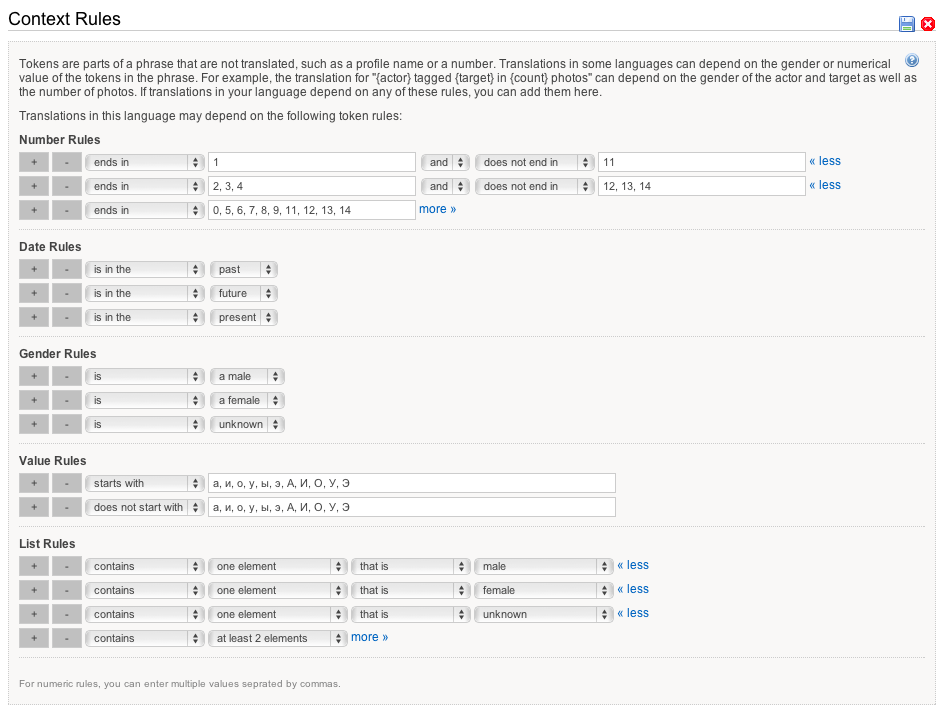 Context Rules
Tokens are parts of a phrase that are not translated, such as a profile name or a number. Translations in some languages can depend on the gender or numerical
value of the tokens in the phrase. For example, the translation for "{actor} tagged {target} in {count} photos" can depend on the gender of the actor and target as well as
the number of photos. If translations in your language depend on any of these rules, you can add them here.
Translations in this language may depend on the following token rules:
Number Rules
+ - ends in 1 and does not end in 11 « less
+ - ends in 2, 3, 4 and does not end in 12, 13, 14 « less
+ - ends in 0, 5, 6, 7, 8, 9, 11, 12, 13, 14 more »
Date Rules
+ - is in the past
+ - is in the future
+ - is in the present
Gender Rules
+ - is a male
+ - is a female
+ - is unknown
Value Rules
+ - starts with а, и, о, у, ы, э, А, И, О, У, Э
+ - does not start with а, и, о, у, ы, э, А, И, О, У, Э
List Rules
+ - contains one element that is male « less
+ - contains one element that is female « less
+ - contains one element that is unknown « less
+ - contains at least 2 elements more »
For numeric rules, you can enter multiple values seprated by commas.